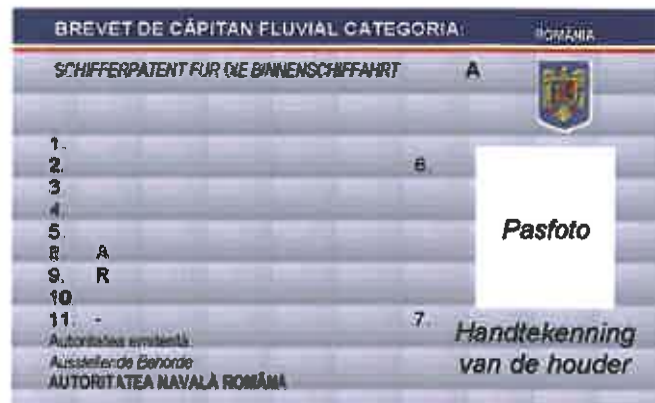 BREVET DE CĂPITAN FLUVIAL CATEGORIA:
ROMÂNIA
SCHIFFERPATENT FÜR DIE BINNENSCHIFFAHRT A
1.
2. 6.
3
4.
5.
Pasfoto
8 A
9. R
10
11. - 7.
Handtekening
van de houder
Autoritatea emitentă
Ausstellende Behörde
AUTORITATEA NAVALĂ ROMÂNĂ